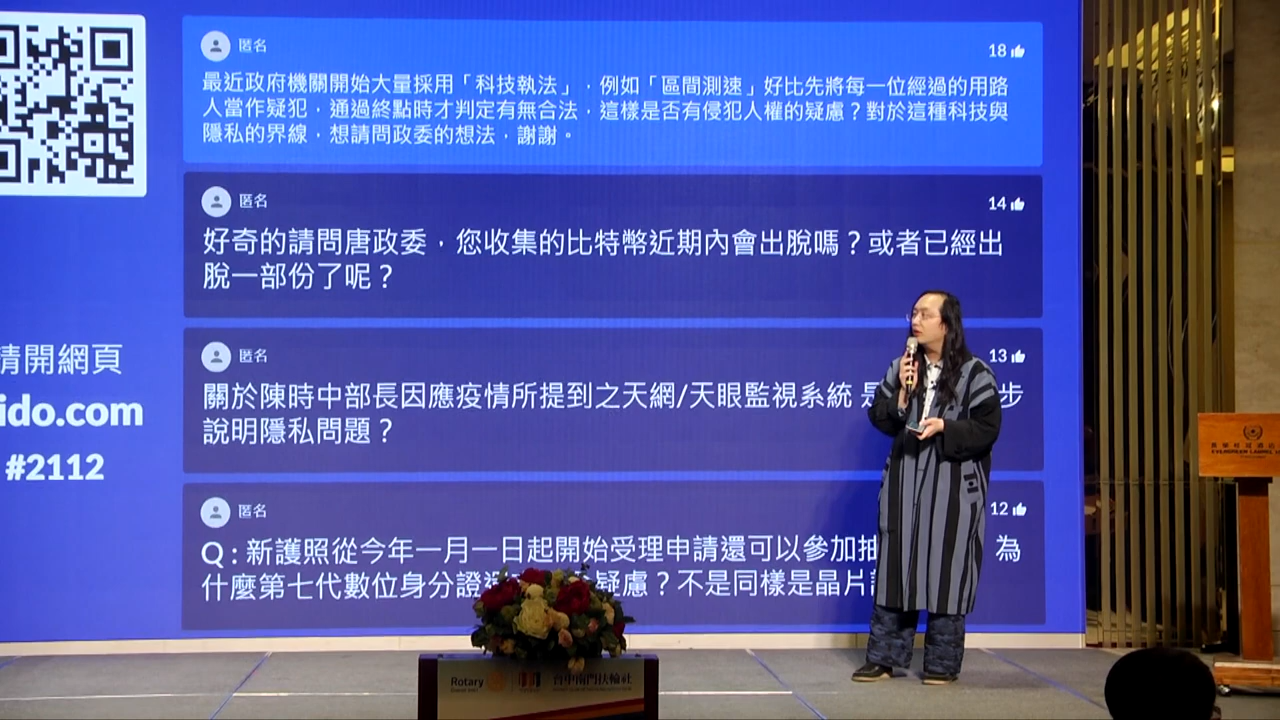 匿名
18
最近政府機關開始大量採用「科技執法」，例如「區間測速」好比先將每一位經過的用路
人當作疑犯，通過終點時才判定有無合法，這樣是否有侵犯人權的疑慮？對於這種科技與
隱私的界線，想請問政委的想法，謝謝。
匿名
14
好奇的請問唐政委，您收集的比特幣近期內會出脫嗎？或者已經出
脫一部份了呢？
請開網頁
ido.com
#2112
匿名
13
關於陳時中部長因應疫情所提到之天網/天眼監視系統 是 步
說明隱私問題？
匿名
12
Q : 新護照從今年一月一日起開始受理申請還可以參加抽 為
什麼第七代數位身分證 疑慮？不是同樣是晶片
Rotary
台中南門扶輪社